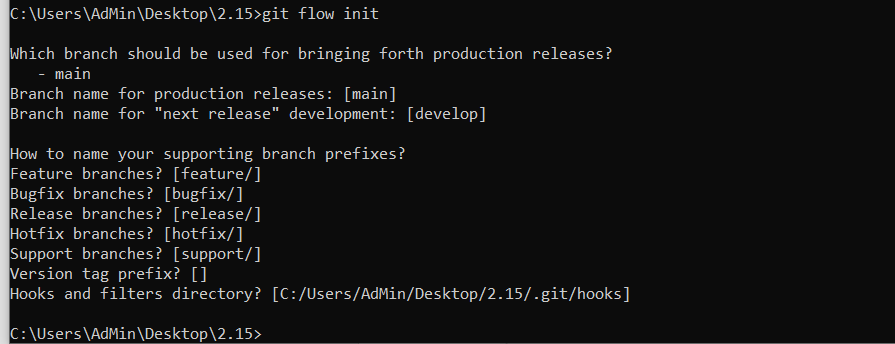 C:\Users\AdMin\Desktop\2.15>git flow init
Which branch should be used for bringing forth production releases?
- main
Branch name for production releases: [main]
Branch name for "next release" development: [develop]
How to name your supporting branch prefixes?
Feature branches? [feature/]
Bugfix branches? [bugfix/]
Release branches? [release/]
Hotfix branches? [hotfix/]
Support branches? [support/]
Version tag prefix? []
Hooks and filters directory? [C:/Users/AdMin/Desktop/2.15/.git/hooks]
C:\Users\AdMin\Desktop\2.15>